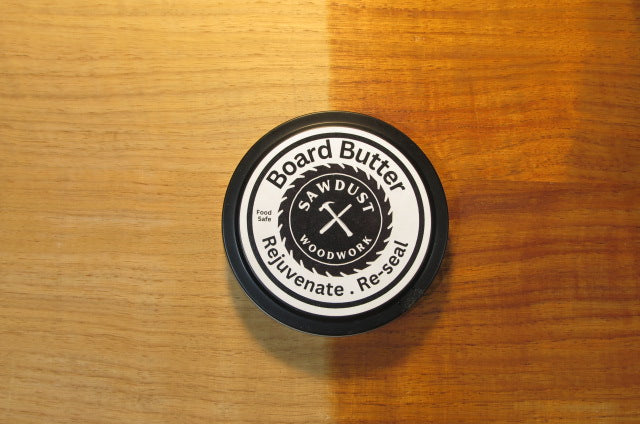 Board Butter
SAWDUST
WOODWORK
Food
Safe
Rejuvenate . Re-seal